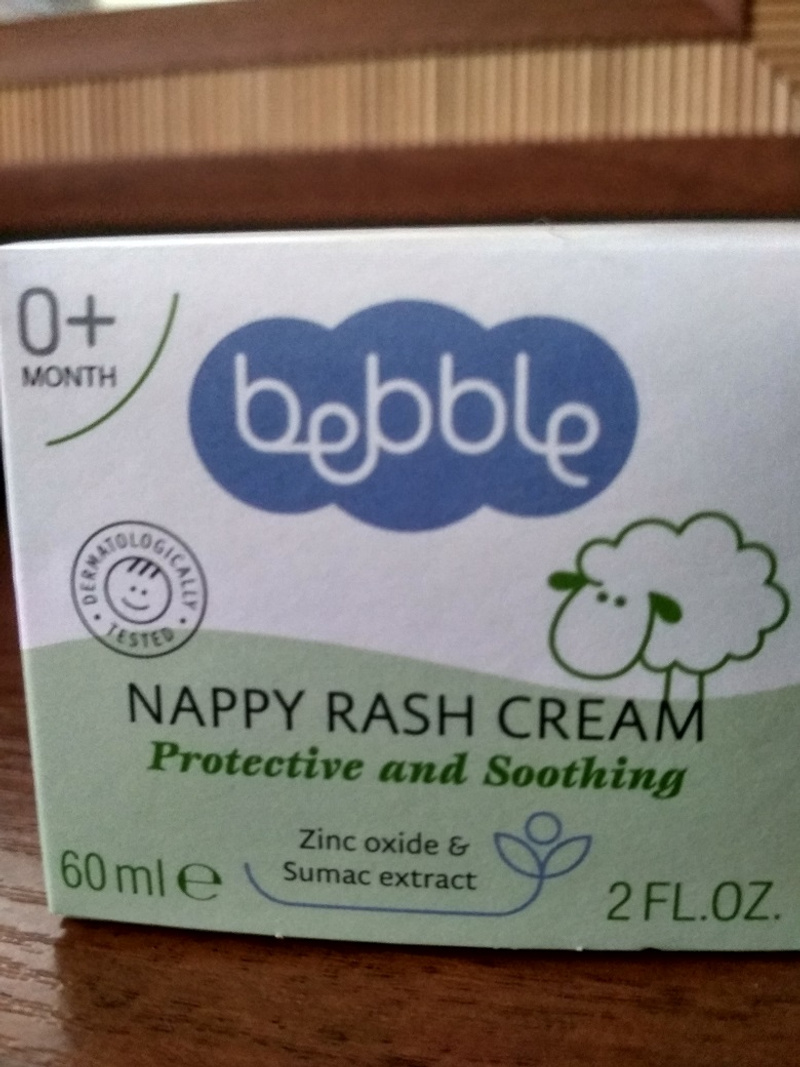 0+
MONTH
bebble
DERMATOLOGICALLY
TESTED
NAPPY RASH CREAM
Protective and Soothing
Zinc oxide &
Sumac extract
60 ml ℮
2 FL.OZ.